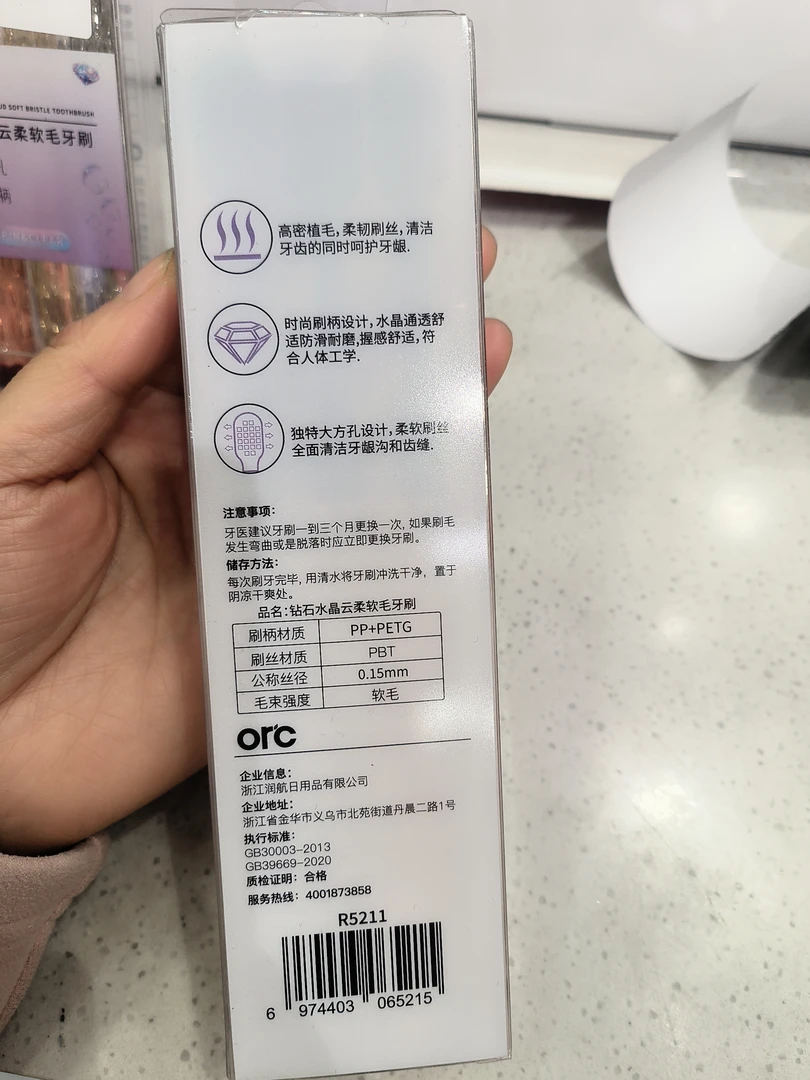 UD SOFT BRISTLE TOOTHBRUSH
云柔软毛牙刷
柄
高密植毛,柔韧刷丝,清洁
牙齿的同时呵护牙龈.
时尚刷柄设计,水晶通透舒
适防滑耐磨,握感舒适,符
合人体工学.
独特大方孔设计,柔软刷丝
全面清洁牙龈沟和齿缝.
注意事项:
牙医建议牙刷一到三个月更换一次,如果刷毛
发生弯曲或是脱落时应立即更换牙刷。
储存方法:
每次刷牙完毕,用清水将牙刷冲洗干净,置于
阴凉干爽处。
品名:钻石水晶云柔软毛牙刷
刷柄材质 PP+PETG
刷丝材质 PBT
公称丝径 0.15mm
毛束强度 软毛
orc
企业信息:
浙江润航日用品有限公司
企业地址:
浙江省金华市义乌市北苑街道丹晨二路1号
执行标准:
GB30003-2013
GB39669-2020
质检证明:合格
服务热线:4001873858
R5211
6 974403 065215